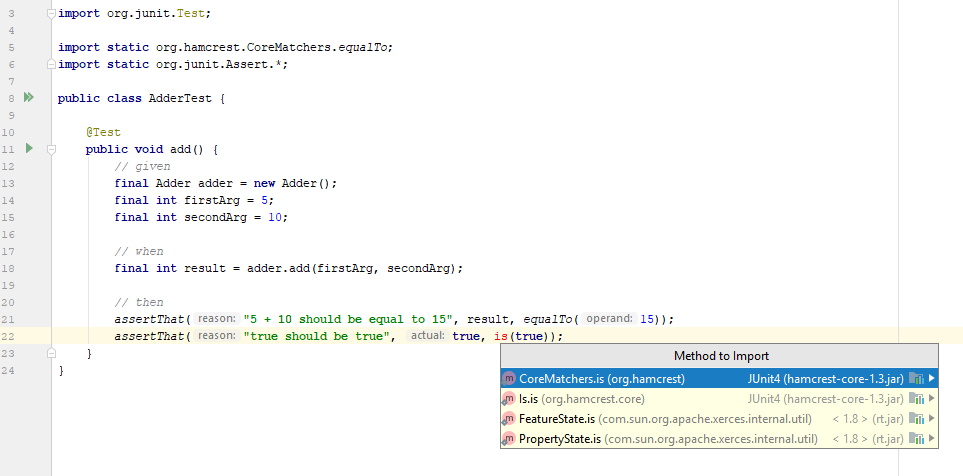 3 import org.junit.Test;
4
5 import static org.hamcrest.CoreMatchers.equalTo;
6 import static org.junit.Assert.*;
7
8 public class AdderTest {
9
10 @Test
11 public void add() {
12 // given
13 final Adder adder = new Adder();
14 final int firstArg = 5;
15 final int secondArg = 10;
16
17 // when
18 final int result = adder.add(firstArg, secondArg);
19
20 // then
21 assertThat( reason: "5 + 10 should be equal to 15", result, equalTo( operand: 15));
22 assertThat( reason: "true should be true", actual: true, is(true));
23 }
24 }
Method to Import
m CoreMatchers.is (org.hamcrest) JUnit4 (hamcrest-core-1.3.jar)
m Is.is (org.hamcrest.core) JUnit4 (hamcrest-core-1.3.jar)
m FeatureState.is (com.sun.org.apache.xerces.internal.util) < 1.8 > (rt.jar)
m PropertyState.is (com.sun.org.apache.xerces.internal.util) < 1.8 > (rt.jar)